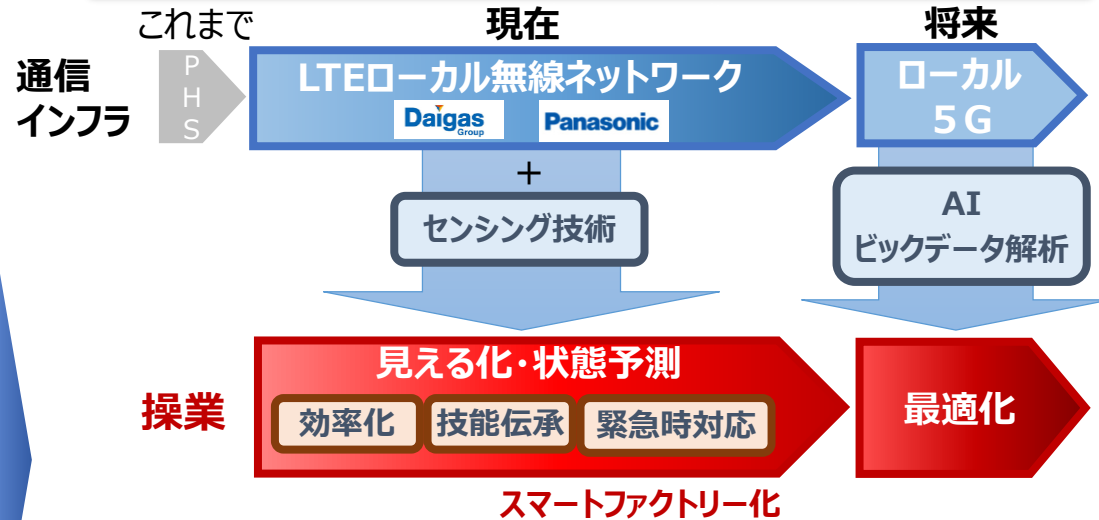 これまで
現在
将来
通信
インフラ
P
H
S
LTEローカル無線ネットワーク
Daigas
Group
Panasonic
ローカル
５G
+
センシング技術
AI
ビックデータ解析
見える化・状態予測
操業
効率化
技能伝承
緊急時対応
最適化
スマートファクトリー化